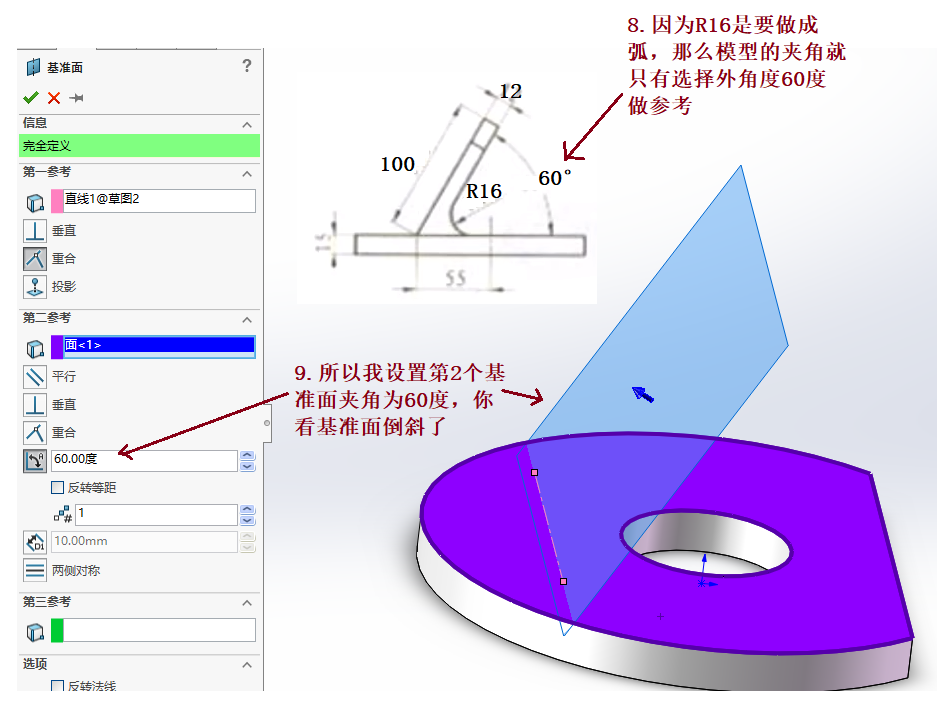 基准面
?
信息
完全定义
第一参考
直线1@草图2
垂直
重合
投影
第二参考
面<1>
平行
垂直
重合
60.00度
反转等距
#
1
10.00mm
两侧对称
第三参考
选项
反转法线
12
100
R16
60°
15
55
8.因为R16是要做成
弧，那么模型的夹角就
只有选择外角度60度
做参考
9.所以我设置第2个基
准面夹角为60度，你
看基准面倒斜了